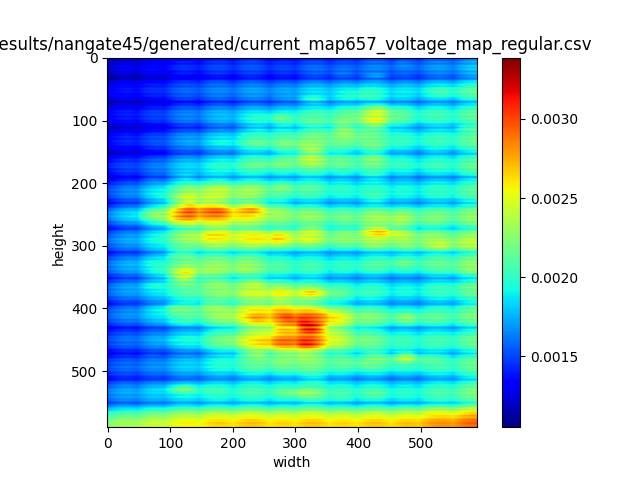 esults/nangate45/generated/current_map657_voltage_map_regular.csv
0
100
200
300
400
500
height
0 100 200 300 400 500
width
0.0030
0.0025
0.0020
0.0015